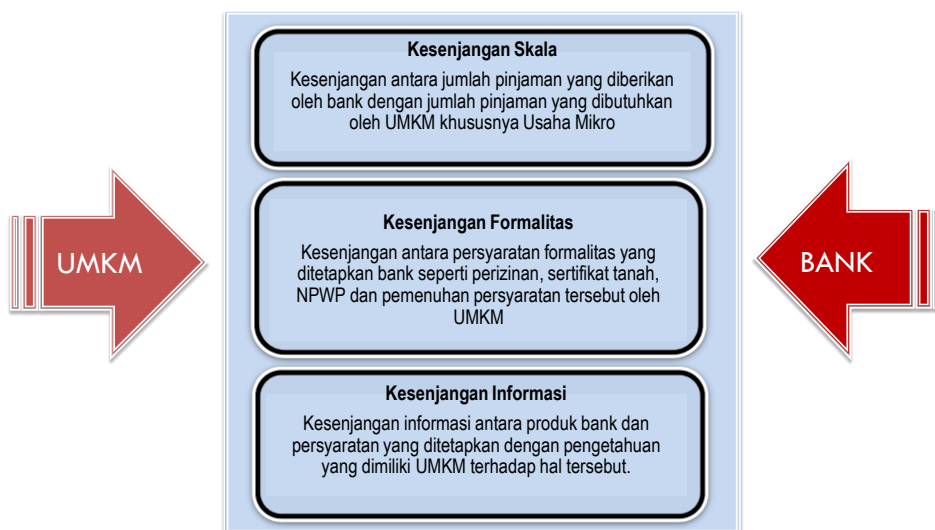 Kesenjangan Skala
Kesenjangan antara jumlah pinjaman yang diberikan
oleh bank dengan jumlah pinjaman yang dibutuhkan
oleh UMKM khususnya Usaha Mikro
UMKM
Kesenjangan Formalitas
Kesenjangan antara persyaratan formalitas yang
ditetapkan bank seperti perizinan, sertifikat tanah,
NPWP dan pemenuhan persyaratan tersebut oleh
UMKM
BANK
Kesenjangan Informasi
Kesenjangan informasi antara produk bank dan
persyaratan yang ditetapkan dengan pengetahuan
yang dimiliki UMKM terhadap hal tersebut.